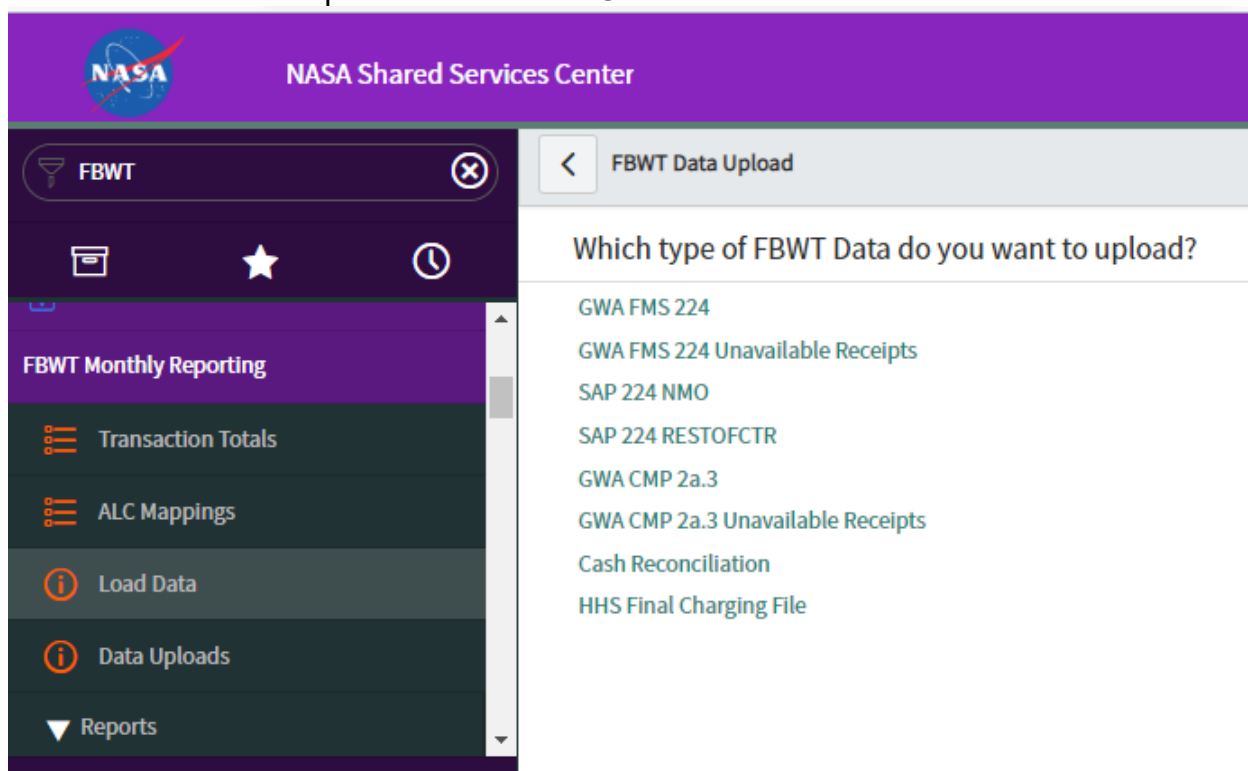 NASA
NASA Shared Services Center
FBWT
FBWT Monthly Reporting
Transaction Totals
ALC Mappings
Load Data
Data Uploads
Reports
FBWT Data Upload
Which type of FBWT Data do you want to upload?
GWA FMS 224
GWA FMS 224 Unavailable Receipts
SAP 224 NMO
SAP 224 RESTOFCTR
GWA CMP 2a.3
GWA CMP 2a.3 Unavailable Receipts
Cash Reconciliation
HHS Final Charging File